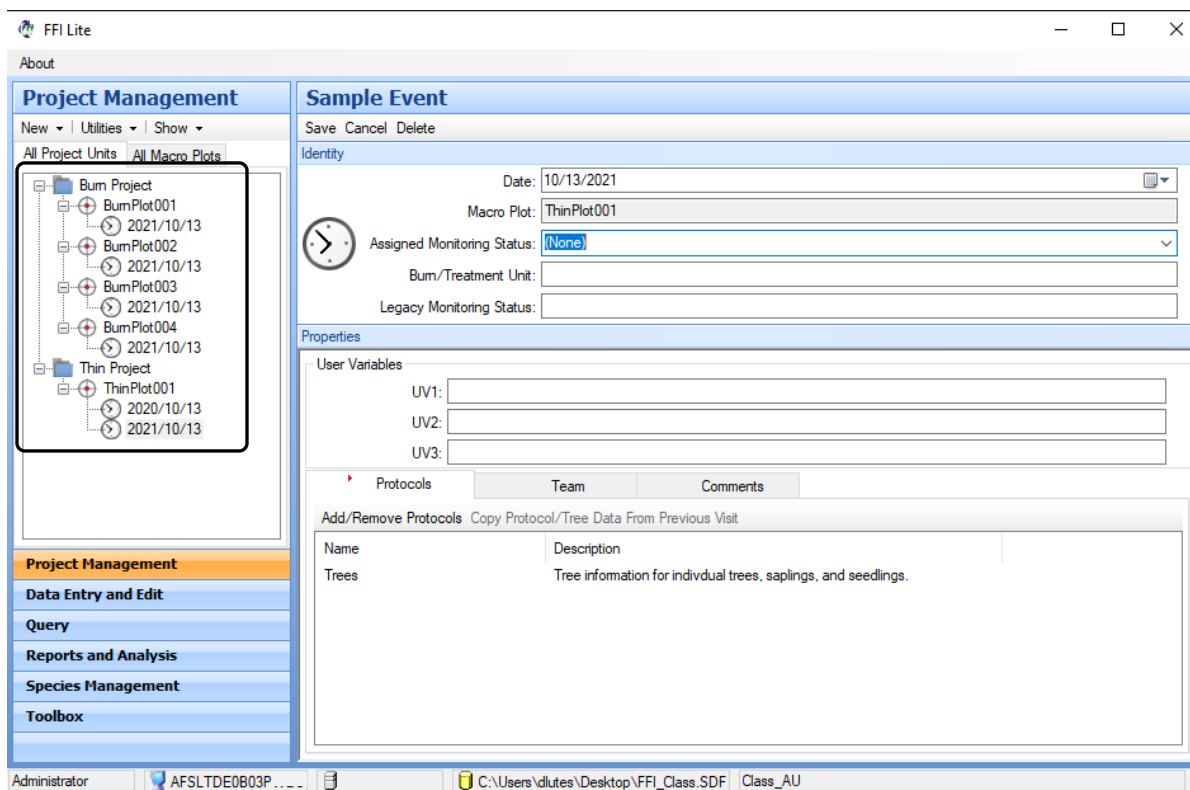 FFI Lite
About
Project Management
New Utilities Show
All Project Units All Macro Plots
Burn Project
BurnPlot001
2021/10/13
BurnPlot002
2021/10/13
BurnPlot003
2021/10/13
BurnPlot004
2021/10/13
Thin Project
ThinPlot001
2020/10/13
2021/10/13
Project Management
Data Entry and Edit
Query
Reports and Analysis
Species Management
Toolbox
Sample Event
Save Cancel Delete
Identity
Date: 10/13/2021
Macro Plot: ThinPlot001
Assigned Monitoring Status: (None)
Burn/Treatment Unit:
Legacy Monitoring Status:
Properties
User Variables
UV1:
UV2:
UV3:
Protocols Team Comments
Add/Remove Protocols Copy Protocol/Tree Data From Previous Visit
Name Description
Trees Tree information for indivdual trees, saplings, and seedlings.
Administrator AFSLTDE0B03P C:\Users\dlutes\Desktop\FFI_Class.SDF Class_AU